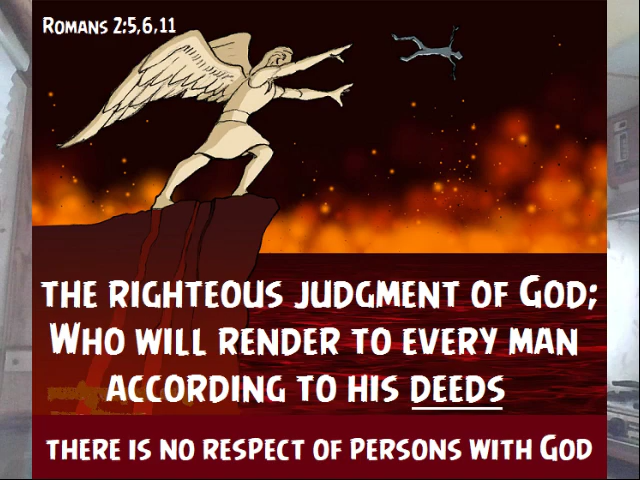 Romans 2:5,6,11
the righteous judgment of God;
Who will render to every man
according to his deeds
there is no respect of persons with God